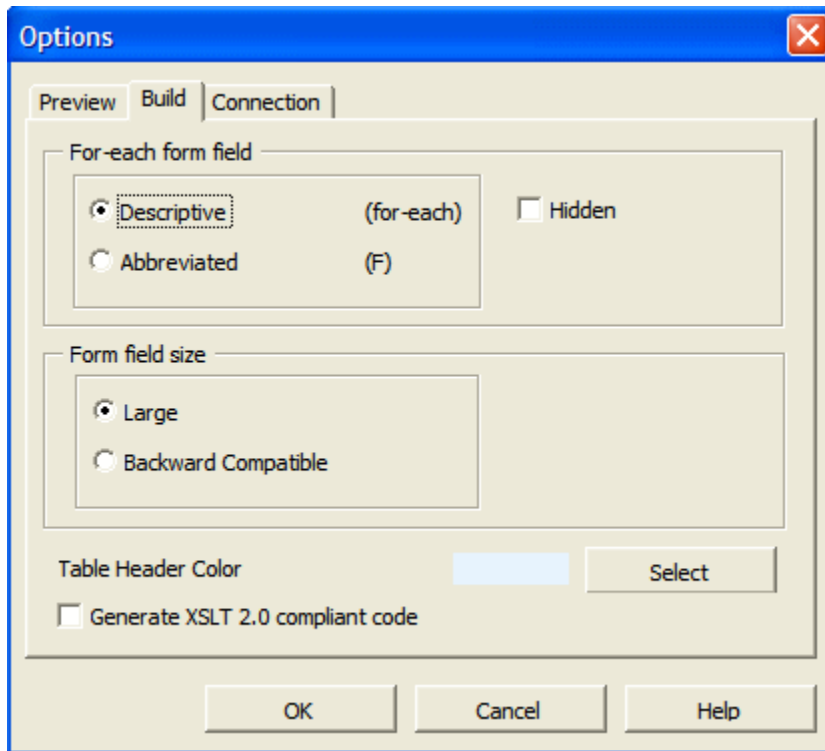 Options
Preview Build Connection
For-each form field
Descriptive (for-each) Hidden
Abbreviated (F)
Form field size
Large
Backward Compatible
Table Header Color Select
Generate XSLT 2.0 compliant code
OK Cancel Help